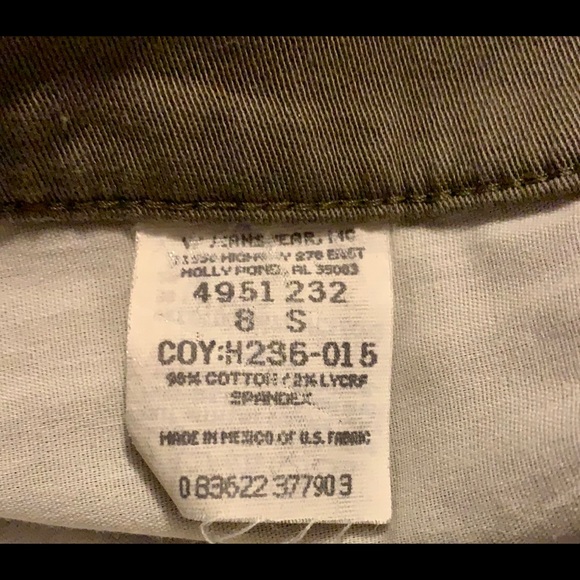 JEANSWEAR, INC
HIGHWAY 278 EAST
HOLLY POND, AL 35083
4951 232
8 S
COY:H236-015
98% COTTON / 2% LYCRA
SPANDEX
MADE IN MEXICO OF U.S. FABRIC
0 83622 37790 3